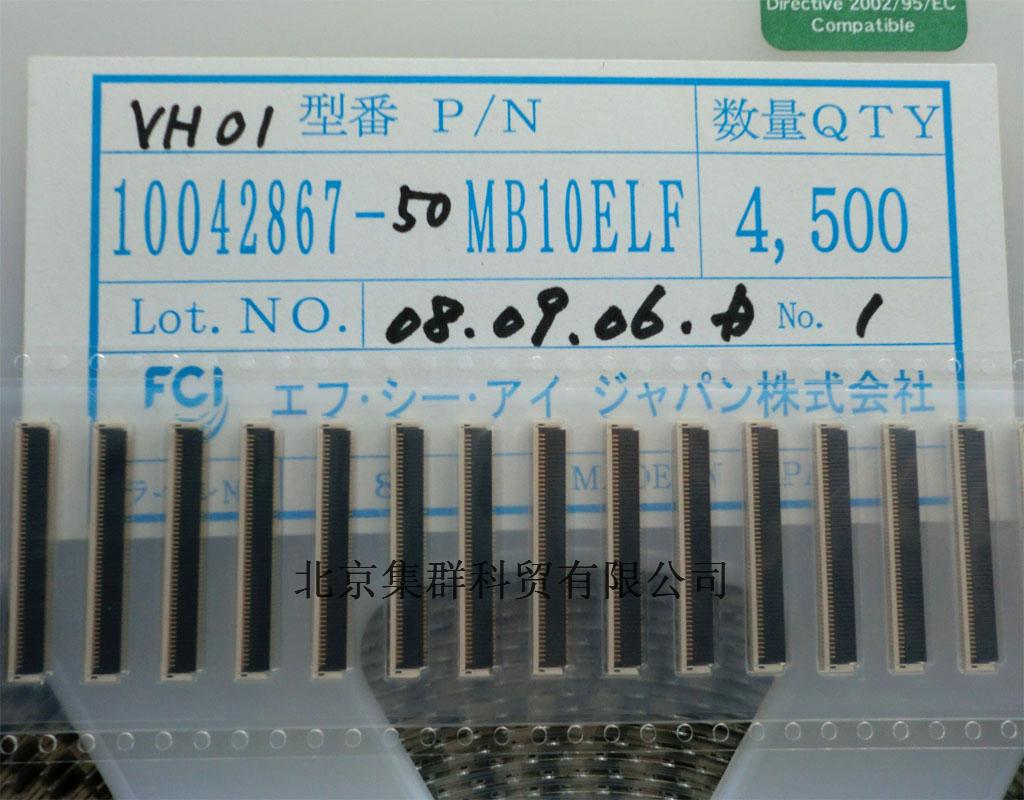 Directive 2002/95/EC
Compatible
VH01 型番 P/N 数量QTY
10042867-50MB10ELF 4,500
Lot.NO. 08.09.06. No. 1
FCI エフ・シー・アイ ジャパン株式会社
北京集群科贸有限公司